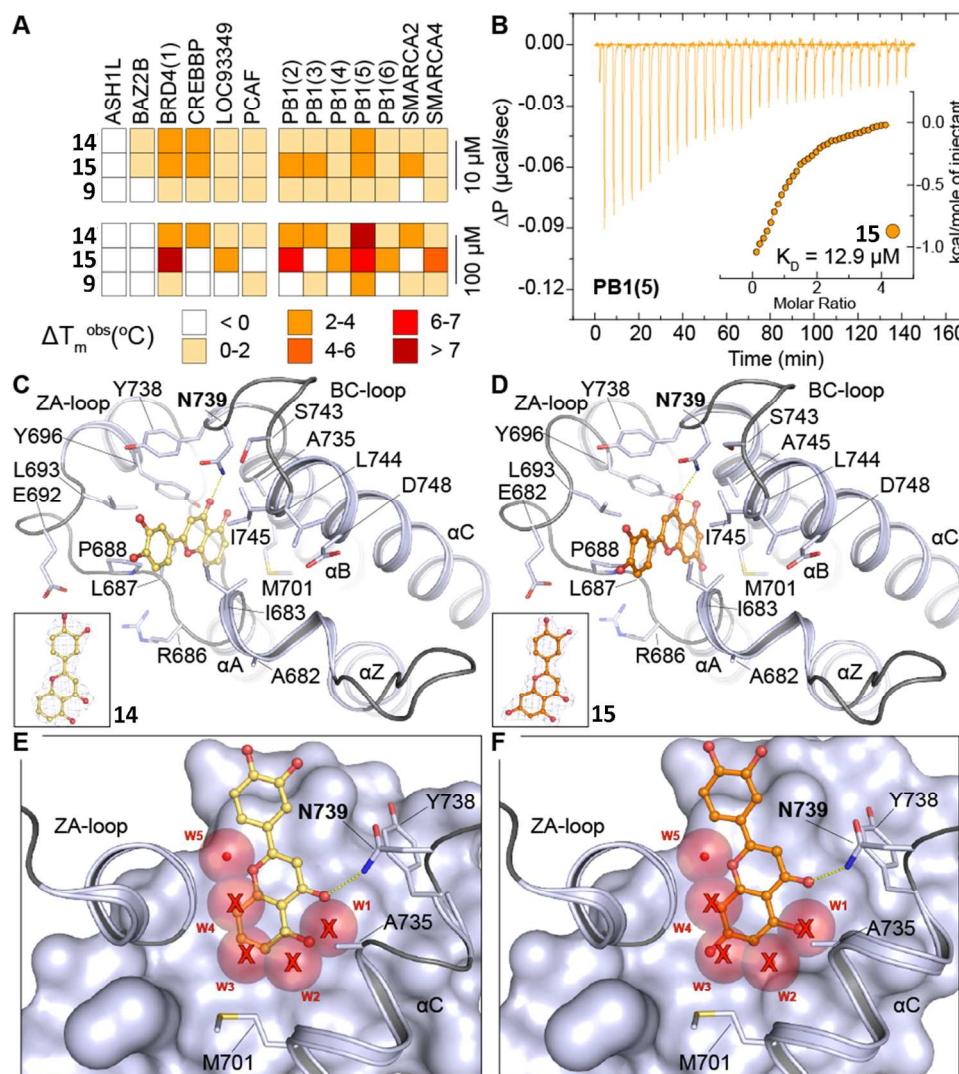 A
ASH1L
BAZ2B
BRD4(1)
CREBBP
LOC93349
PCAF
PB1(2)
PB1(3)
PB1(4)
PB1(5)
PB1(6)
SMARCA2
SMARCA4
14
15
9
10 µM
14
15
9
100 µM
ΔTm obs(oC)
< 0
2-4
6-7
0-2
4-6
> 7
B
0.00
-0.03
-0.06
-0.09
-0.12
ΔP (µcal/sec)
0.0
-0.5
-1.0
kcal/mole of injectant
15
KD = 12.9 µM
PB1(5)
0
2
4
Molar Ratio
0 20 40 60 80 100 120 140 160
Time (min)
C
ZA-loop
Y738
N739
BC-loop
S743
Y696
A735
L693
L744
E692
D748
αC
I745
P688
αB
L687
M701
I683
R686
αA
A682
αZ
14
D
ZA-loop
Y738
N739
BC-loop
S743
Y696
A745
L693
L744
E682
D748
αC
I745
P688
αB
L687
M701
I683
R686
αA
A682
αZ
15
E
ZA-loop
N739
Y738
W5
X
X
W1
W4
A735
X
X
W3
W2
αC
M701
F
ZA-loop
N739
Y738
W5
X
X
W1
W4
A735
X
X
W3
W2
αC
M701